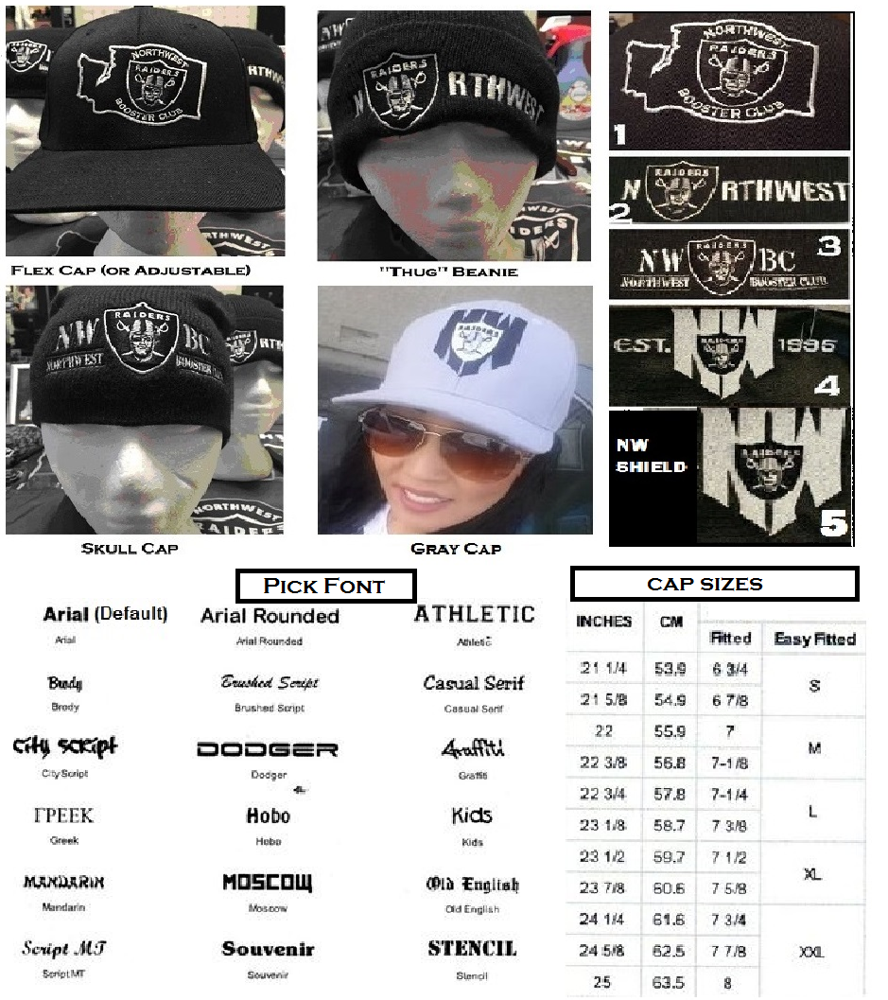 NORTHWEST
RAIDERS
BOOSTER CLUB
RTHWES
NORTHWEST
FLEX CAP (OR ADJUSTABLE)
NW
RAIDERS
N RTHWEST
RAIDERS
"THUG" BEANIE
NORTHWEST
RAIDERS
BOOSTER CLUB
1
RAIDERS
N RTHWEST
2
RAIDERS
NW BC
NORTHWEST BOOSTER CLUB
3
NW
RAIDERS
EST. 1995
4
NW
SHIELD
NW
RAIDERS
5
RAIDERS
NW BC
NORTHWEST BOOSTER CLUB
RTH
NORTHWEST
RAIDERS
SKULL CAP
NW
RAIDERS
GRAY CAP
PICK FONT
Arial (Default) Arial Rounded ATHLETIC
Arial Arial Rounded Athletic
Brody Brushed Script Casual Serif
Brody Brushed Script Casual Serif
City Script DODGER Graffiti
City Script Dodger Graffiti
ΓΡΕΕΚ Hobo Kids
Greek Hobo Kids
MANDARIN MOSCOW Old English
Mandarin Moscow Old English
Script MT Souvenir STENCIL
Script MT Souvenir Stencil
CAP SIZES
INCHES CM Fitted Easy Fitted
21 1/4 53.9 6 3/4
S
21 5/8 54.9 6 7/8
22 55.9 7
M
22 3/8 56.8 7-1/8
22 3/4 57.8 7-1/4
L
23 1/8 58.7 7 3/8
23 1/2 59.7 7 1/2
XL
23 7/8 60.6 7 5/8
24 1/4 61.6 7 3/4
24 5/8 62.5 7 7/8 XXL
25 63.5 8